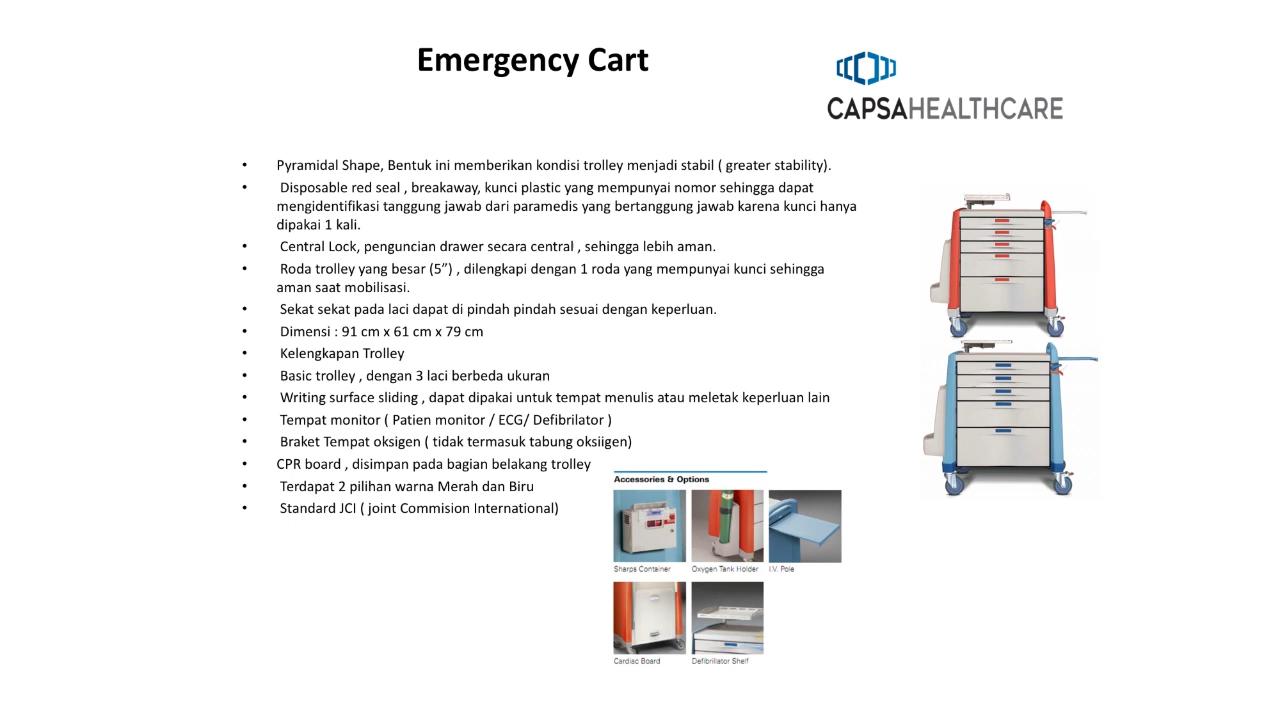 Emergency Cart
CAPSAHEALTHCARE
• Pyramidal Shape, Bentuk ini memberikan kondisi trolley menjadi stabil ( greater stability).
• Disposable red seal , breakaway, kunci plastic yang mempunyai nomor sehingga dapat
mengidentifikasi tanggung jawab dari paramedis yang bertanggung jawab karena kunci hanya
dipakai 1 kali.
• Central Lock, penguncian drawer secara central , sehingga lebih aman.
• Roda trolley yang besar (5”) , dilengkapi dengan 1 roda yang mempunyai kunci sehingga
aman saat mobilisasi.
• Sekat sekat pada laci dapat di pindah pindah sesuai dengan keperluan.
• Dimensi : 91 cm x 61 cm x 79 cm
• Kelengkapan Trolley
• Basic trolley , dengan 3 laci berbeda ukuran
• Writing surface sliding , dapat dipakai untuk tempat menulis atau meletak keperluan lain
• Tempat monitor ( Patien monitor / ECG/ Defibrilator )
• Braket Tempat oksigen ( tidak termasuk tabung oksiigen)
• CPR board , disimpan pada bagian belakang trolley
• Terdapat 2 pilihan warna Merah dan Biru
• Standard JCI ( joint Commision International)
Accessories & Options
Sharps Container
Oxygen Tank Holder
I.V. Pole
Cardiac Board
Defibrillator Shelf